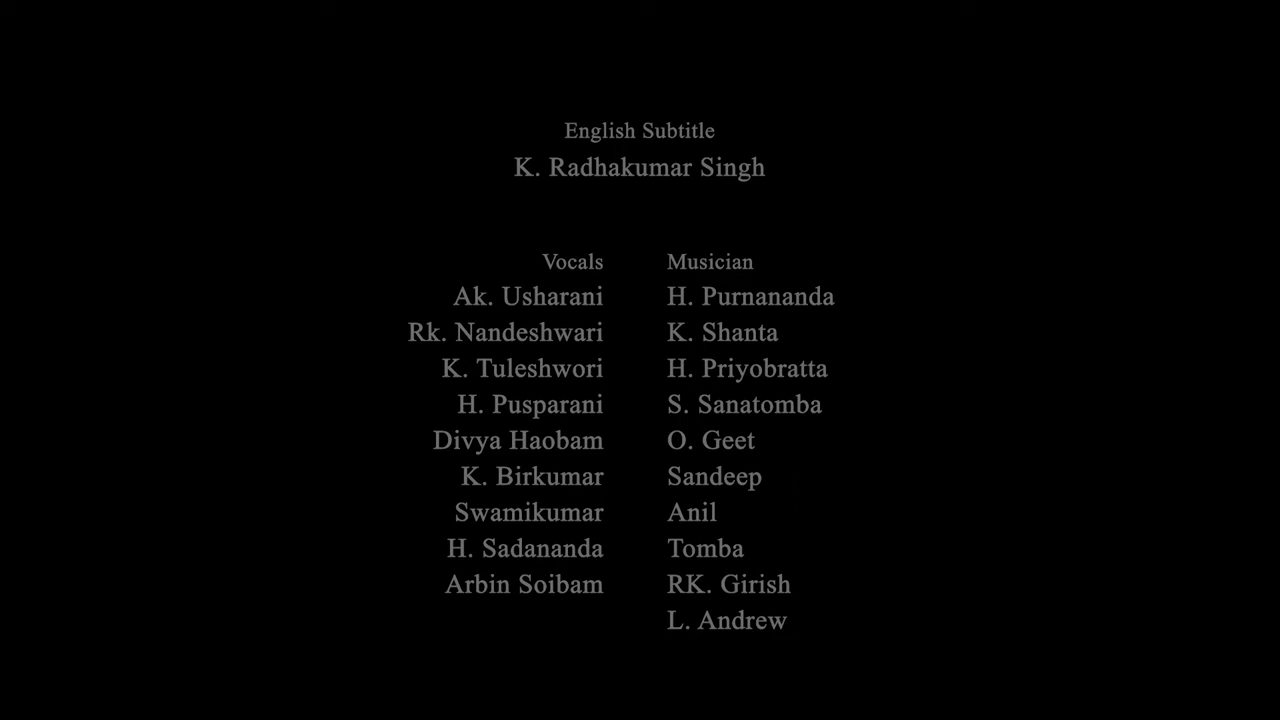 English Subtitle
K. Radhakumar Singh
Vocals
Ak. Usharani
Rk. Nandeshwari
K. Tuleshwori
H. Pusparani
Divya Haobam
K. Birkumar
Swamikumar
H. Sadananda
Arbin Soibam
Musician
H. Purnananda
K. Shanta
H. Priyobratta
S. Sanatomba
O. Geet
Sandeep
Anil
Tomba
RK. Girish
L. Andrew